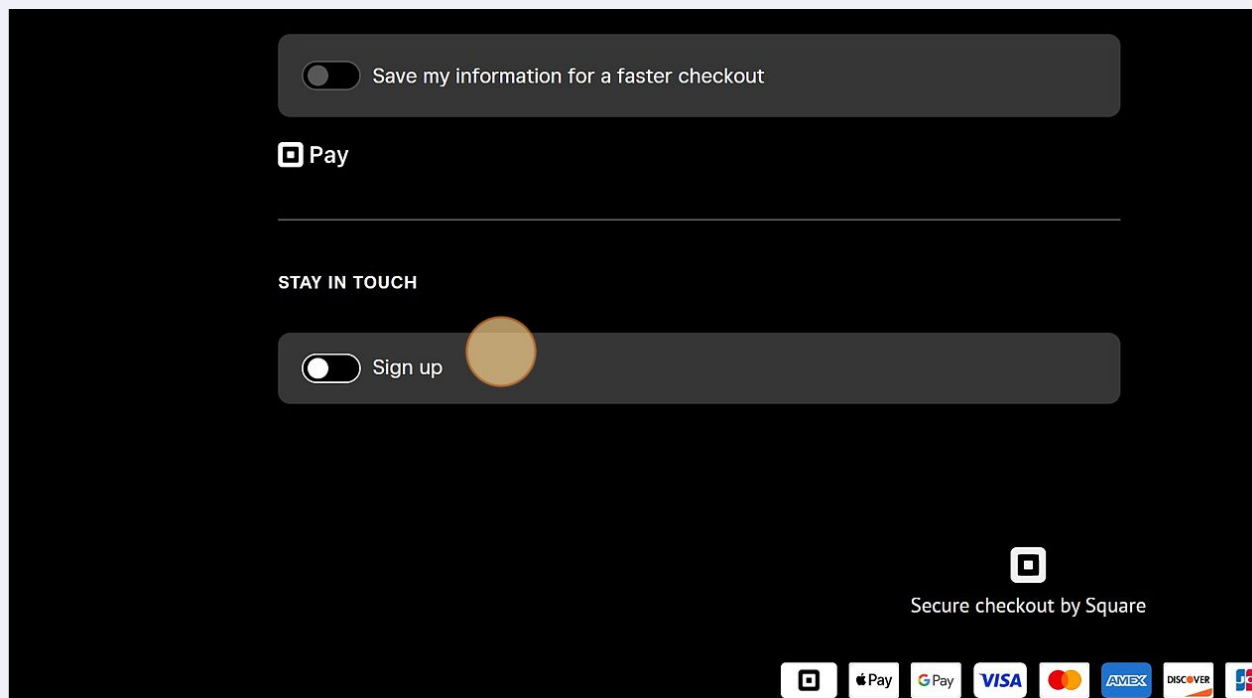 Save my information for a faster checkout
Pay
STAY IN TOUCH
Sign up
Secure checkout by Square
Pay G Pay VISA AMEX DISCOVER